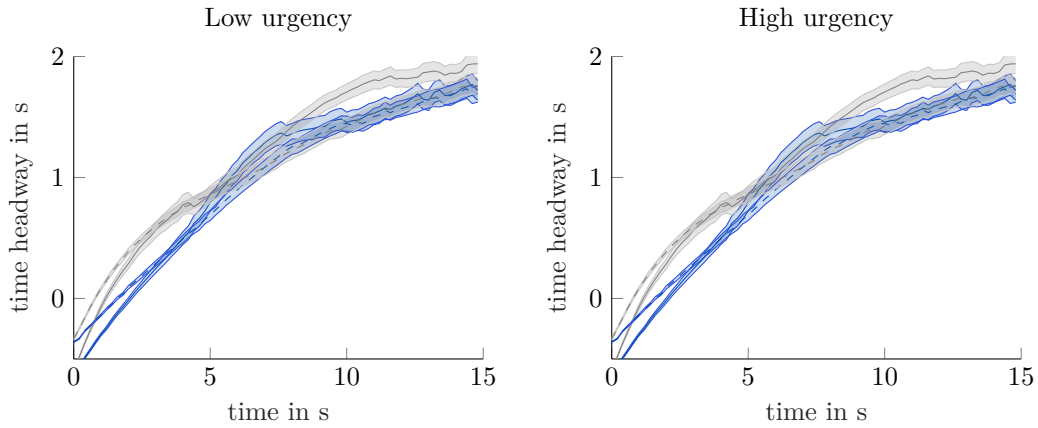 Low urgency
time headway in s
2
1
0
0 5 10 15
time in s
High urgency
time headway in s
2
1
0
0 5 10 15
time in s